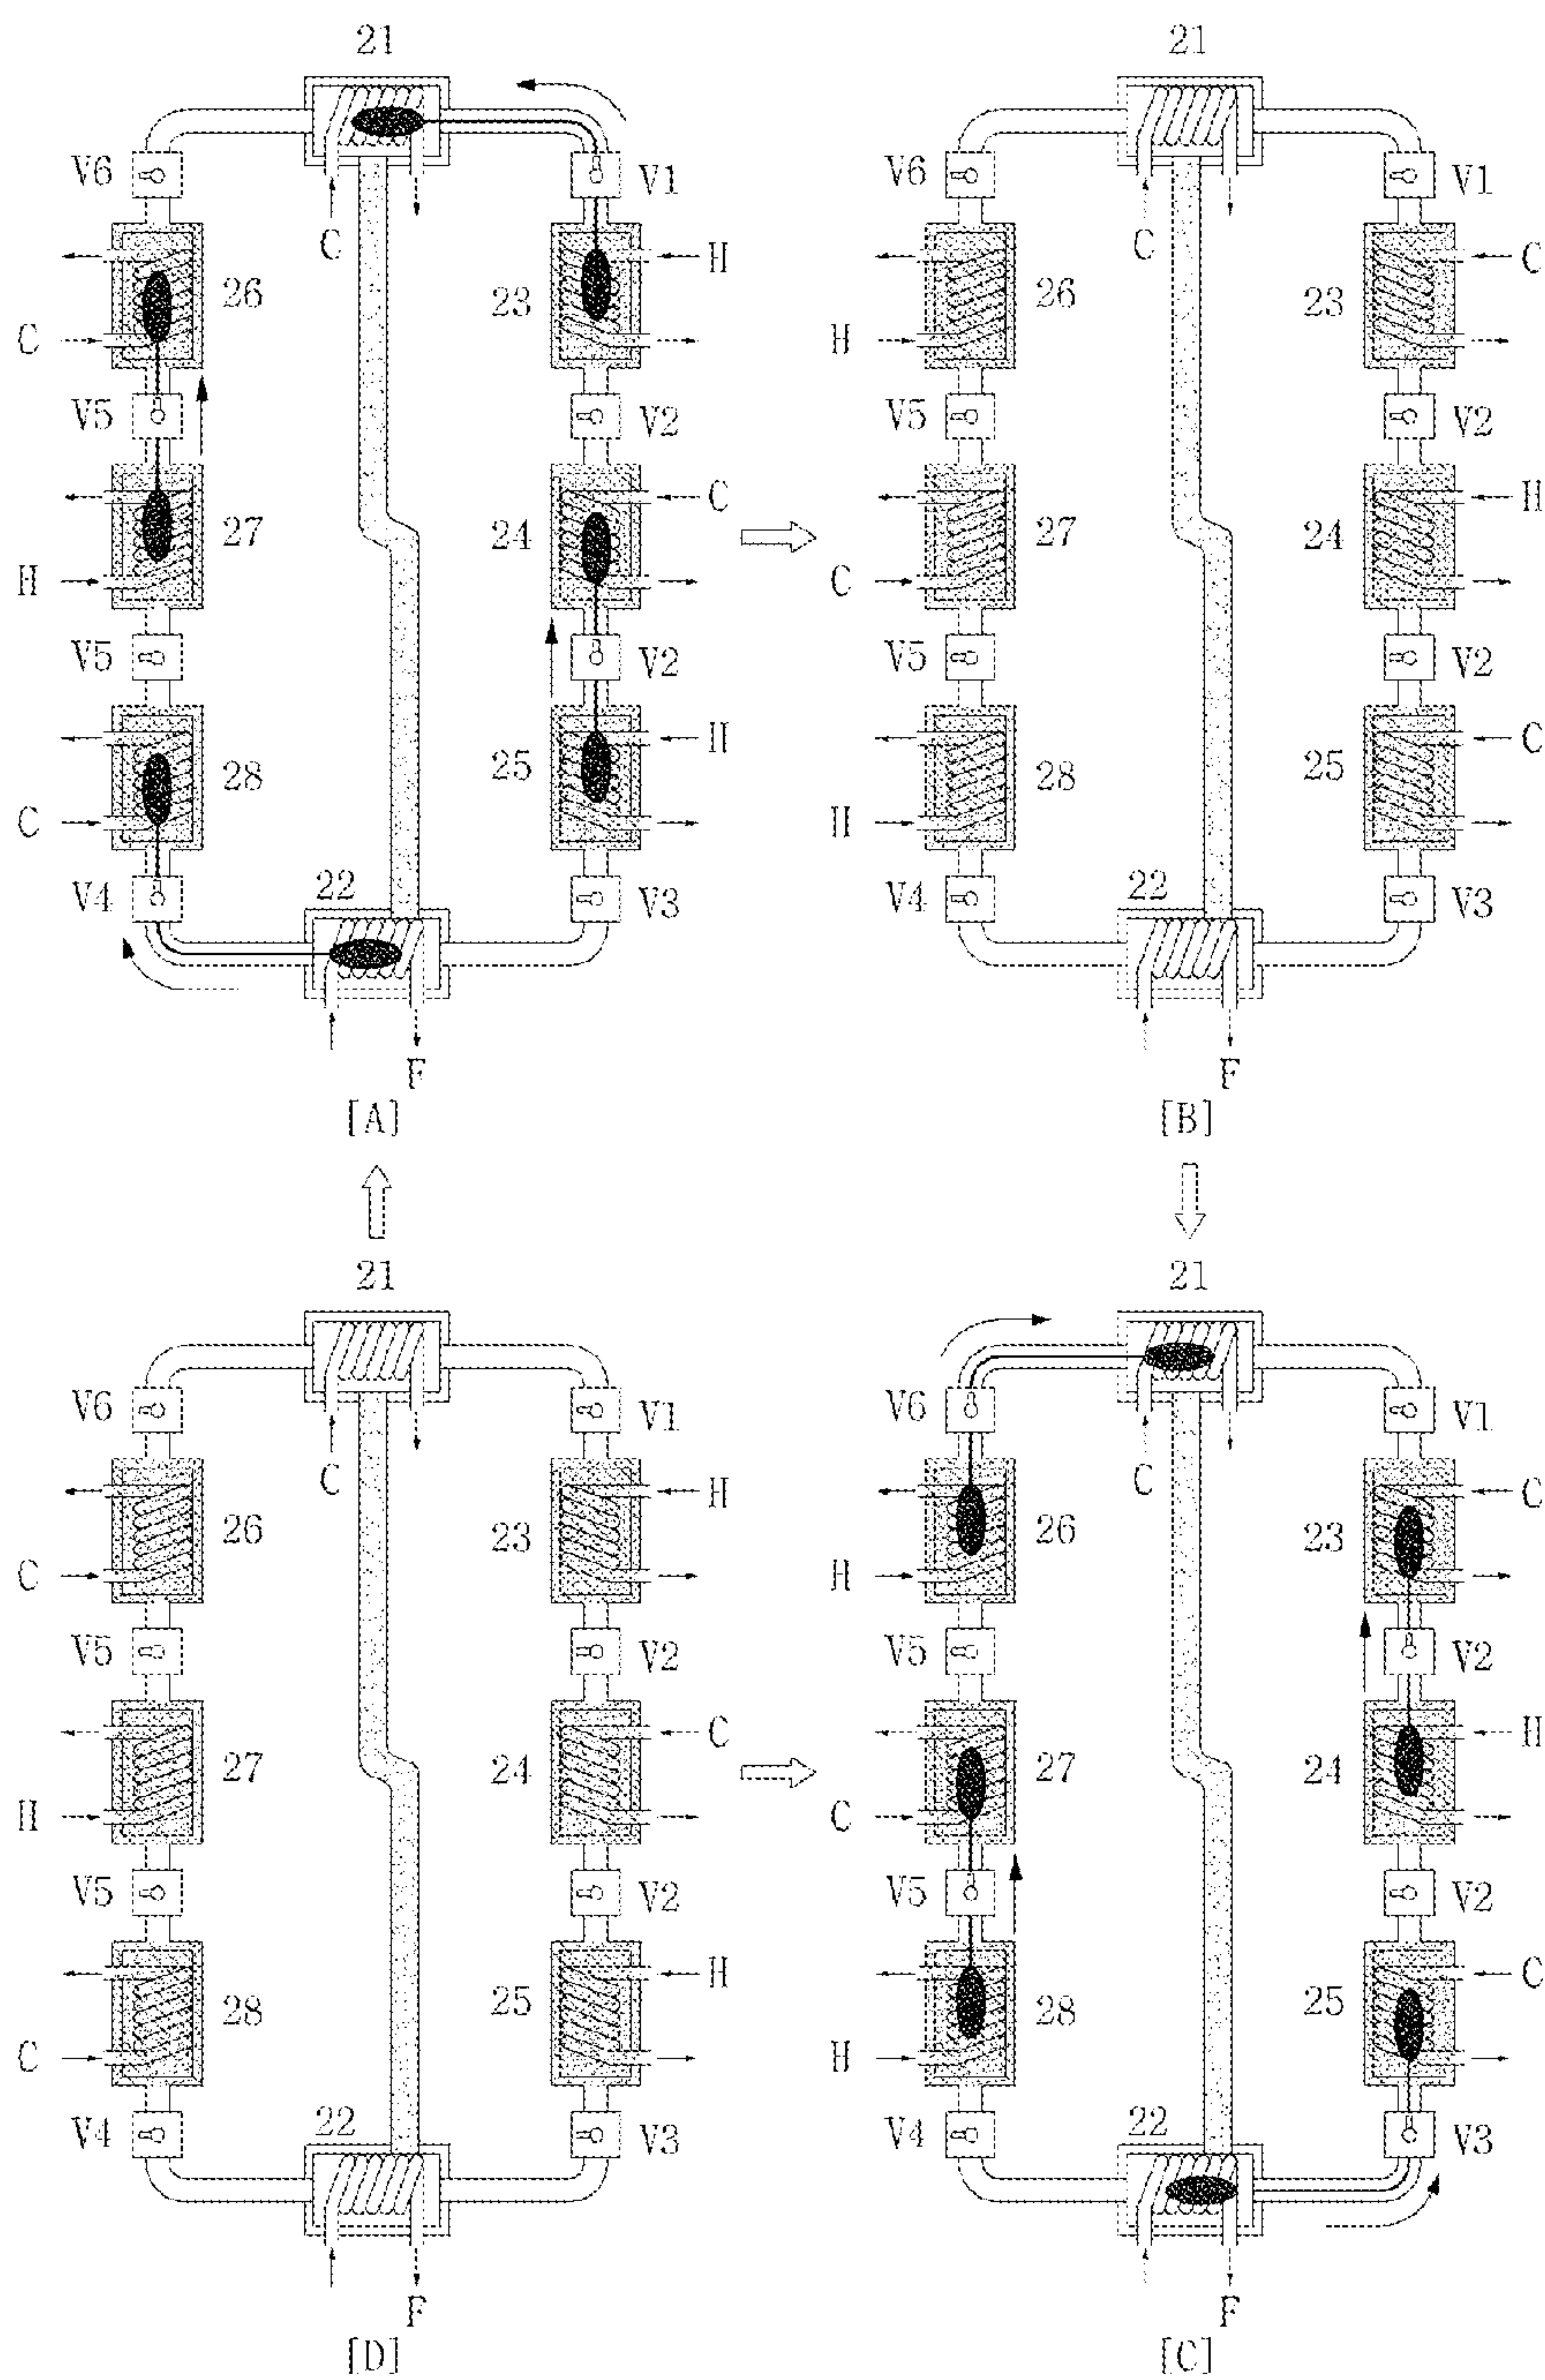 21 21
V6 V1 V6 V1
C H C C
26 23 26 23
C H
V5 V2 V5 V2
C H
27 24 27 24
H C
V5 V2 V5 V2
H C
28 25 28 25
C H
V4 22 V3 V4 22 V3
F F
[A] [B]
21 21
V6 V1 V6 V1
C H C C
26 23 26 23
C H
V5 V2 V5 V2
C H
27 24 27 24
H C
V5 V2 V5 V2
H C
28 25 28 25
C H
V4 22 V3 V4 22 V3
F F
[D] [C]